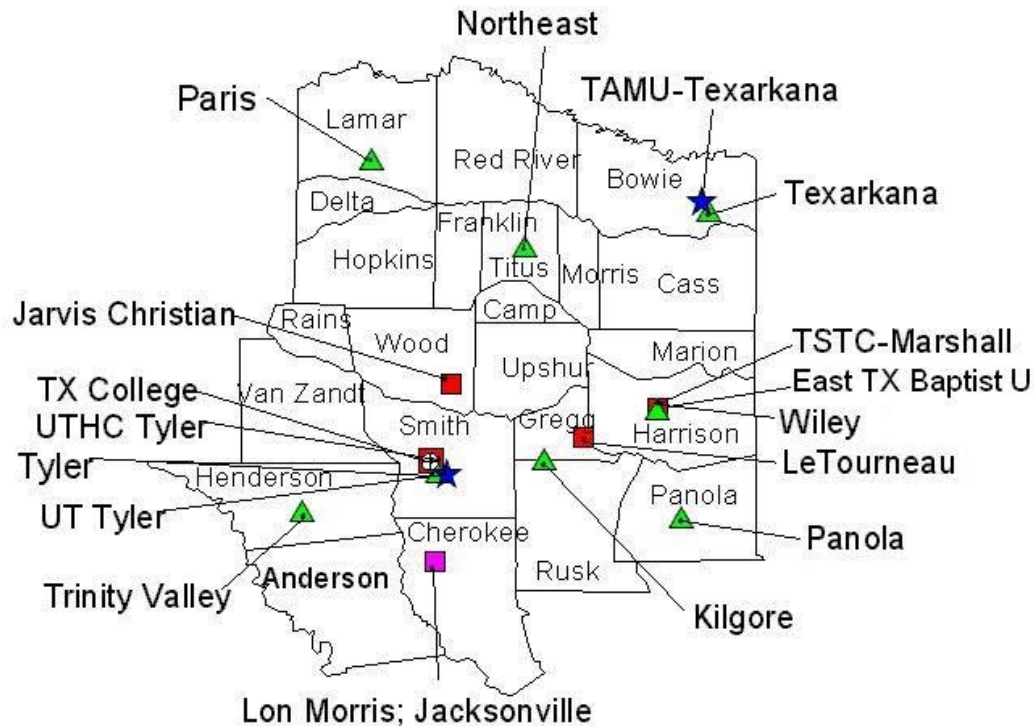 Northeast
TAMU-Texarkana
Paris
Lamar
Red River
Bowie
Texarkana
Delta
Franklin
Hopkins
Titus
Morris
Cass
Jarvis Christian
Rains
Camp
Wood
Marion
TSTC-Marshall
Upshur
East TX Baptist U
TX College
Van Zandt
Gregg
Wiley
UTHC Tyler
Smith
Harrison
Tyler
LeTourneau
Henderson
Panola
UT Tyler
Cherokee
Panola
Trinity Valley
Anderson
Rusk
Kilgore
Lon Morris; Jacksonville